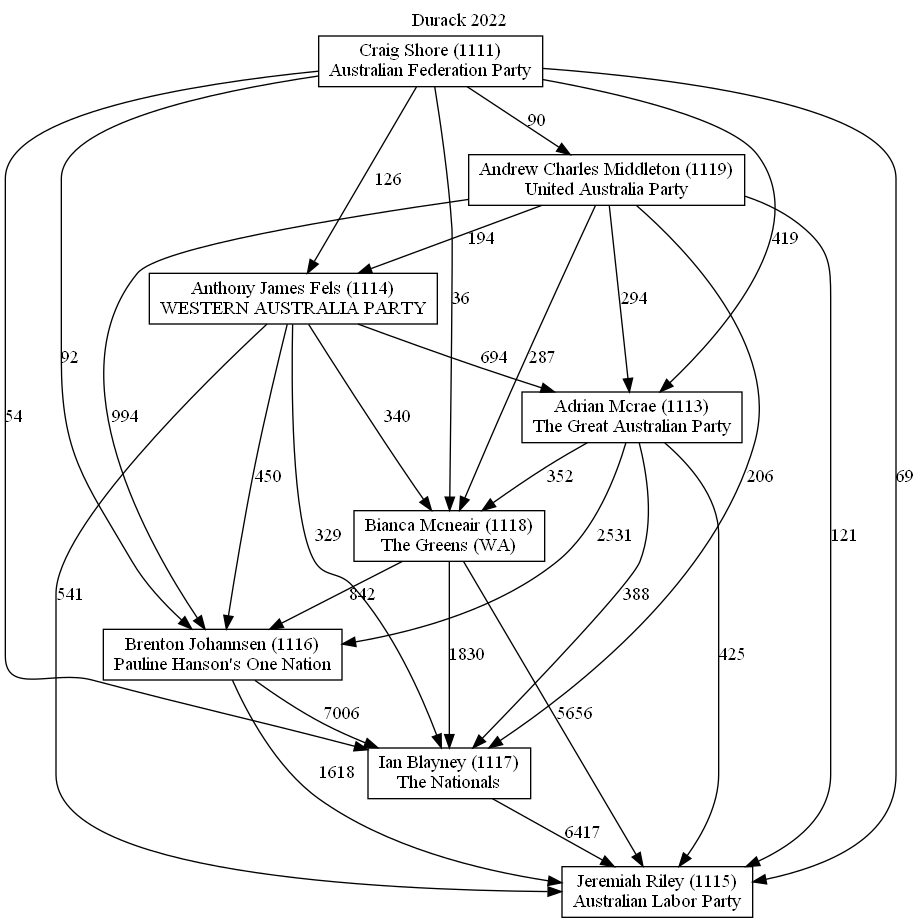 Durack 2022
Craig Shore (1111)
Australian Federation Party
90
Andrew Charles Middleton (1119)
United Australia Party
126
194
419
Anthony James Fels (1114)
WESTERN AUSTRALIA PARTY
36
294
54
92
994
694
287
Adrian Mcrae (1113)
The Great Australian Party
340
450
352
206
69
Bianca Mcneair (1118)
The Greens (WA)
329
2531
121
541
842
388
Brenton Johannsen (1116)
Pauline Hanson's One Nation
1830
425
7006
5656
Ian Blayney (1117)
The Nationals
1618
6417
Jeremiah Riley (1115)
Australian Labor Party